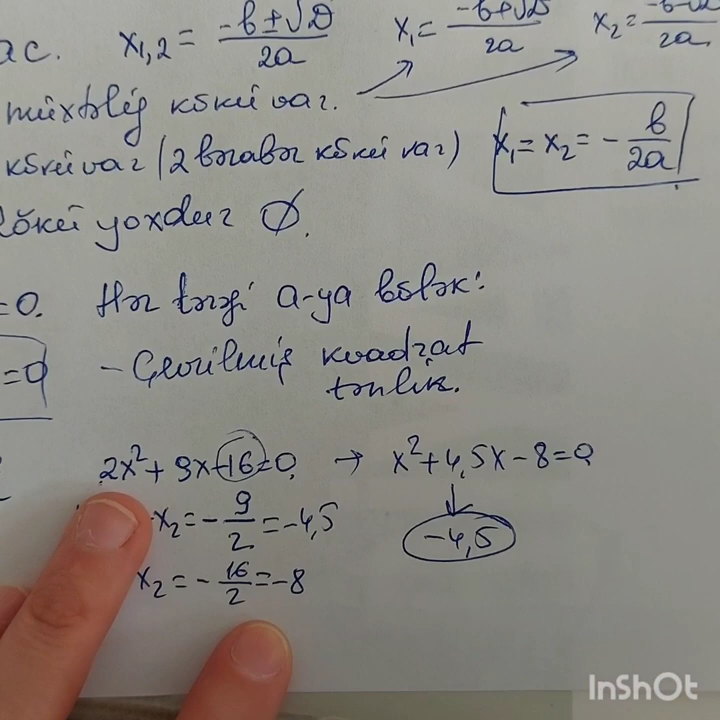 ac. x₁,₂ = (-b ± √D)/2a x₁ = (-b+√D)/2a x₂ = (-b-√D)/2a
müxtəlif kökü var.
kökü var (2 bərabər kökü var) x₁ = x₂ = - b/2a
kökü yoxdur Ø.
=0. Hər tərəfi a-ya bölək:
=0 - Çevrilmiş kvadrat
tənlik.
2x² + 9x - 16 = 0 → x² + 4,5x - 8 = 0
x₂ = - 9/2 = -4,5 -4,5
x₂ = - 16/2 = -8
InShOt